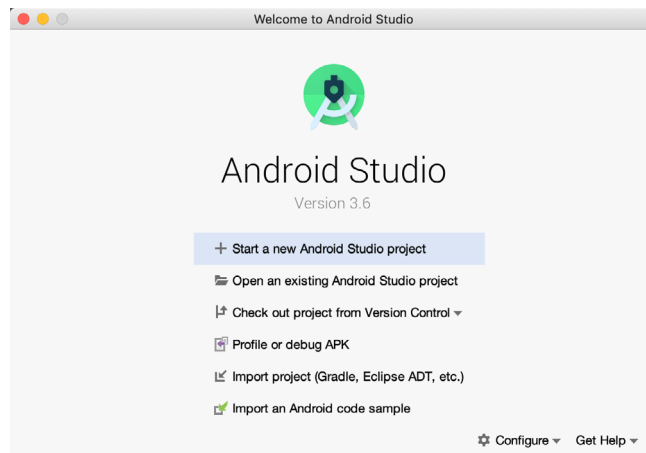 Welcome to Android Studio
Android Studio
Version 3.6
Start a new Android Studio project
Open an existing Android Studio project
Check out project from Version Control
Profile or debug APK
Import project (Gradle, Eclipse ADT, etc.)
Import an Android code sample
Configure Get Help